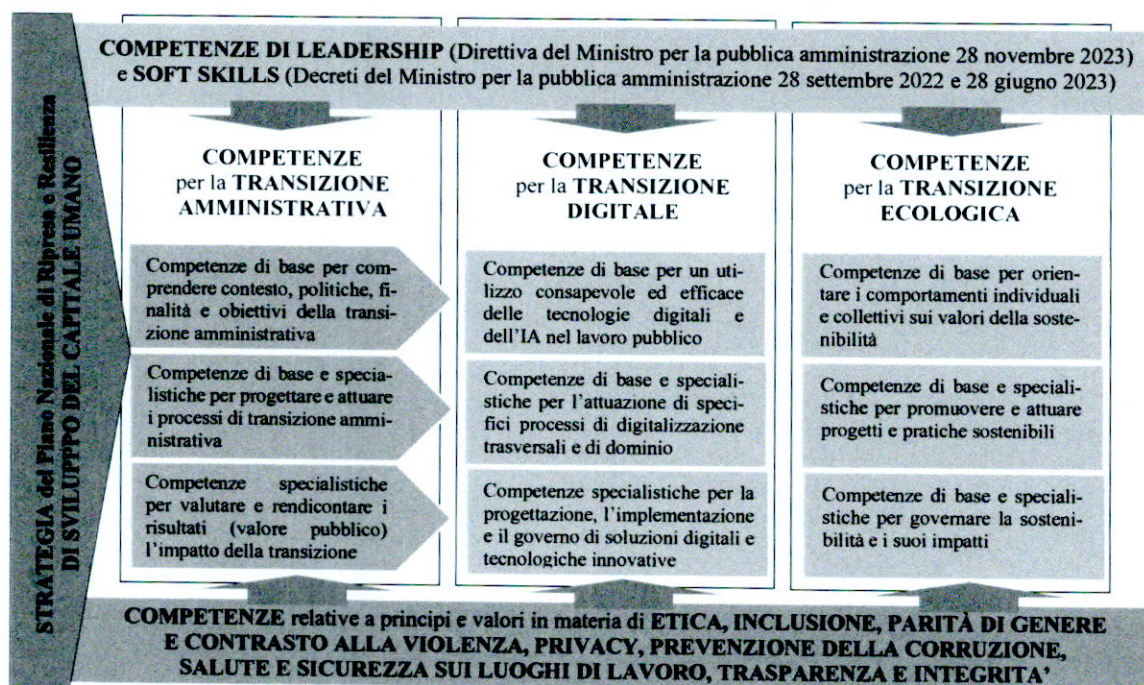 STRATEGIA del Piano Nazionale di Ripresa e Resilienza
DI SVILUPPO DEL CAPITALE UMANO
COMPETENZE DI LEADERSHIP (Direttiva del Ministro per la pubblica amministrazione 28 novembre 2023)
e SOFT SKILLS (Decreti del Ministro per la pubblica amministrazione 28 settembre 2022 e 28 giugno 2023)
COMPETENZE
per la TRANSIZIONE
AMMINISTRATIVA
Competenze di base per com-
prendere contesto, politiche, fi-
nalità e obiettivi della transi-
zione amministrativa
Competenze di base e specia-
listiche per progettare e attuare
i processi di transizione ammi-
nistrativa
Competenze specialistiche
per valutare e rendicontare i
risultati (valore pubblico)
l'impatto della transizione
COMPETENZE
per la TRANSIZIONE
DIGITALE
Competenze di base per un uti-
lizzo consapevole ed efficace
delle tecnologie digitali e
dell'IA nel lavoro pubblico
Competenze di base e speciali-
stiche per l'attuazione di speci-
fici processi di digitalizzazione
trasversali e di dominio
Competenze specialistiche per la
progettazione, l'implementazione
e il governo di soluzioni digitali e
tecnologiche innovative
COMPETENZE
per la TRANSIZIONE
ECOLOGICA
Competenze di base per orien-
tare i comportamenti individuali
e collettivi sui valori della soste-
nibilità
Competenze di base e speciali-
stiche per promuovere e attuare
progetti e pratiche sostenibili
Competenze di base e speciali-
stiche per governare la sosteni-
bilità e i suoi impatti
COMPETENZE relative a principi e valori in materia di ETICA, INCLUSIONE, PARITÀ DI GENERE
E CONTRASTO ALLA VIOLENZA, PRIVACY, PREVENZIONE DELLA CORRUZIONE,
SALUTE E SICUREZZA SUI LUOGHI DI LAVORO, TRASPARENZA E INTEGRITA'